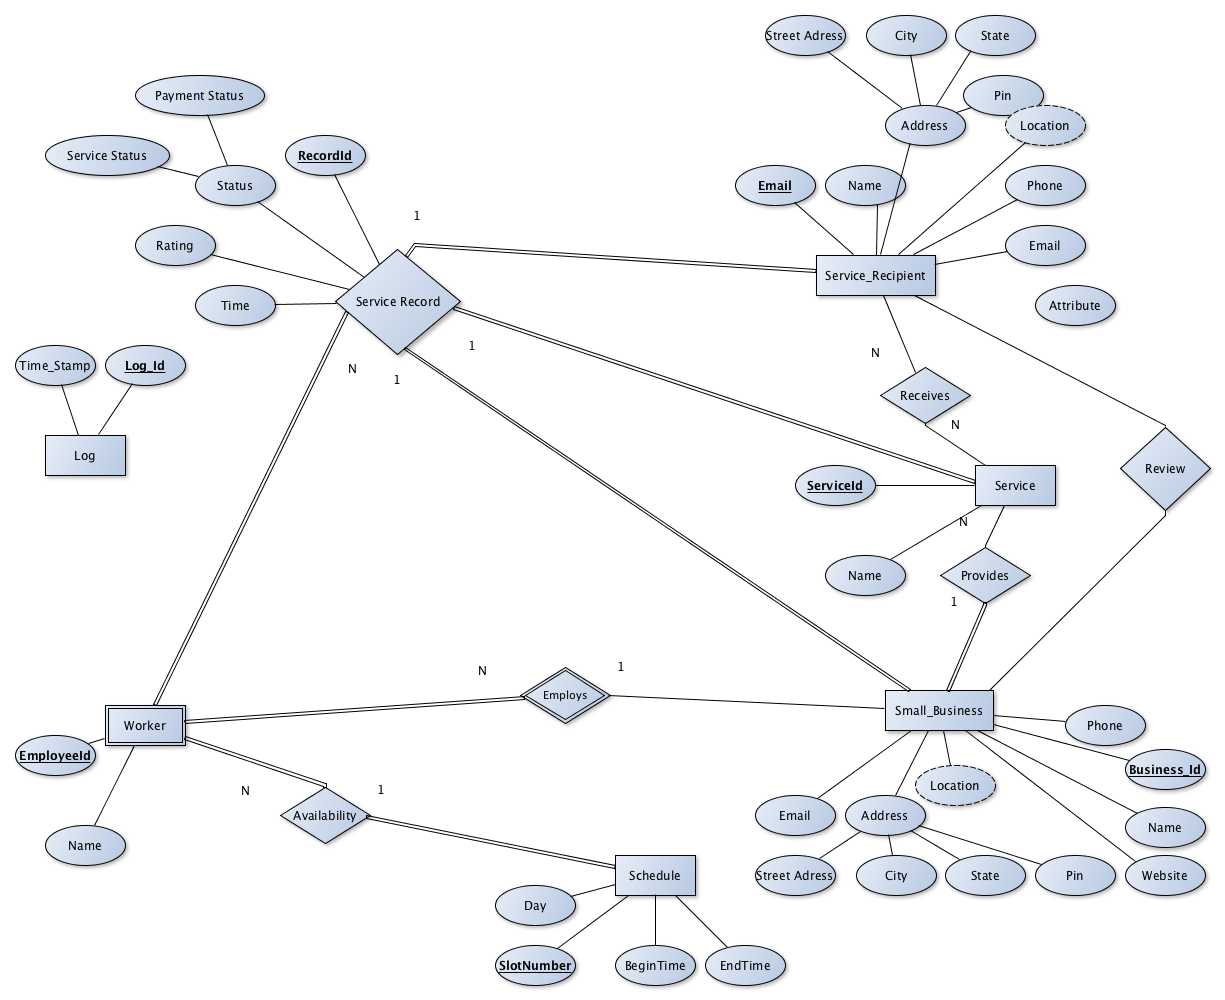 Street Adress
City
State
Payment Status
Pin
Location
Address
Service Status
RecordId
Status
Email
Name
Phone
1
Rating
Email
Service_Recipient
Service Record
Time
Attribute
1
N
N
Time_Stamp
Log_Id
1
Receives
N
Log
Review
ServiceId
Service
N
Name
Provides
1
N
1
Employs
Small_Business
Worker
Phone
EmployeeId
Business_Id
N
1
Location
Availability
Email
Address
Name
Name
Schedule
Street Adress
City
State
Pin
Website
Day
SlotNumber
BeginTime
EndTime